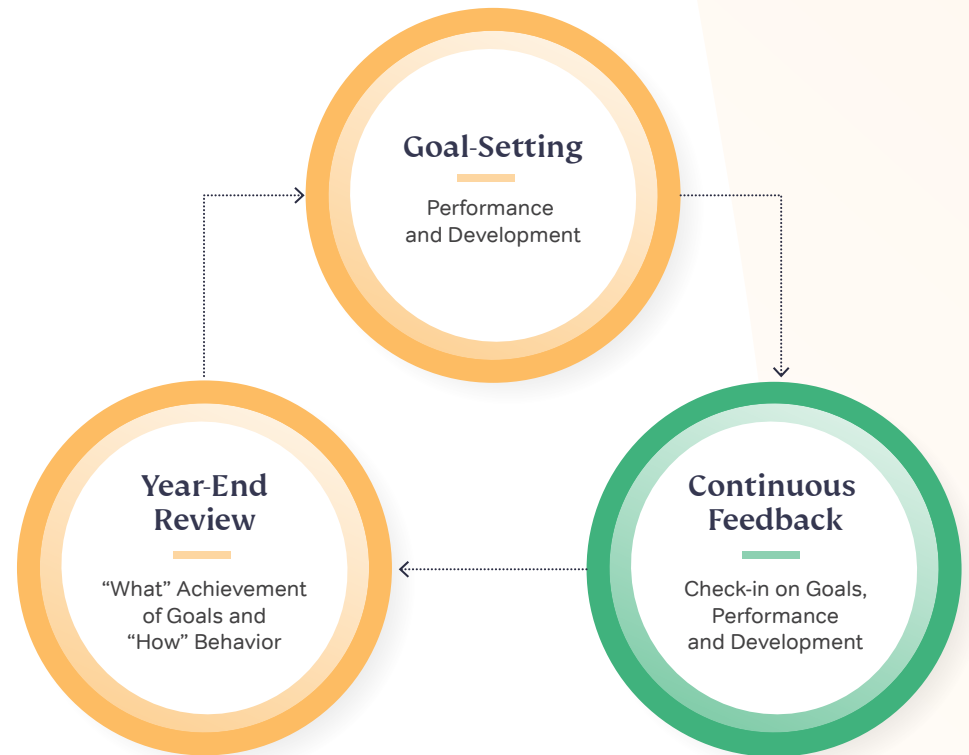 Goal-Setting
Performance
and Development
Year-End
Review
“What” Achievement
of Goals and
“How” Behavior
Continuous
Feedback
Check-in on Goals,
Performance
and Development